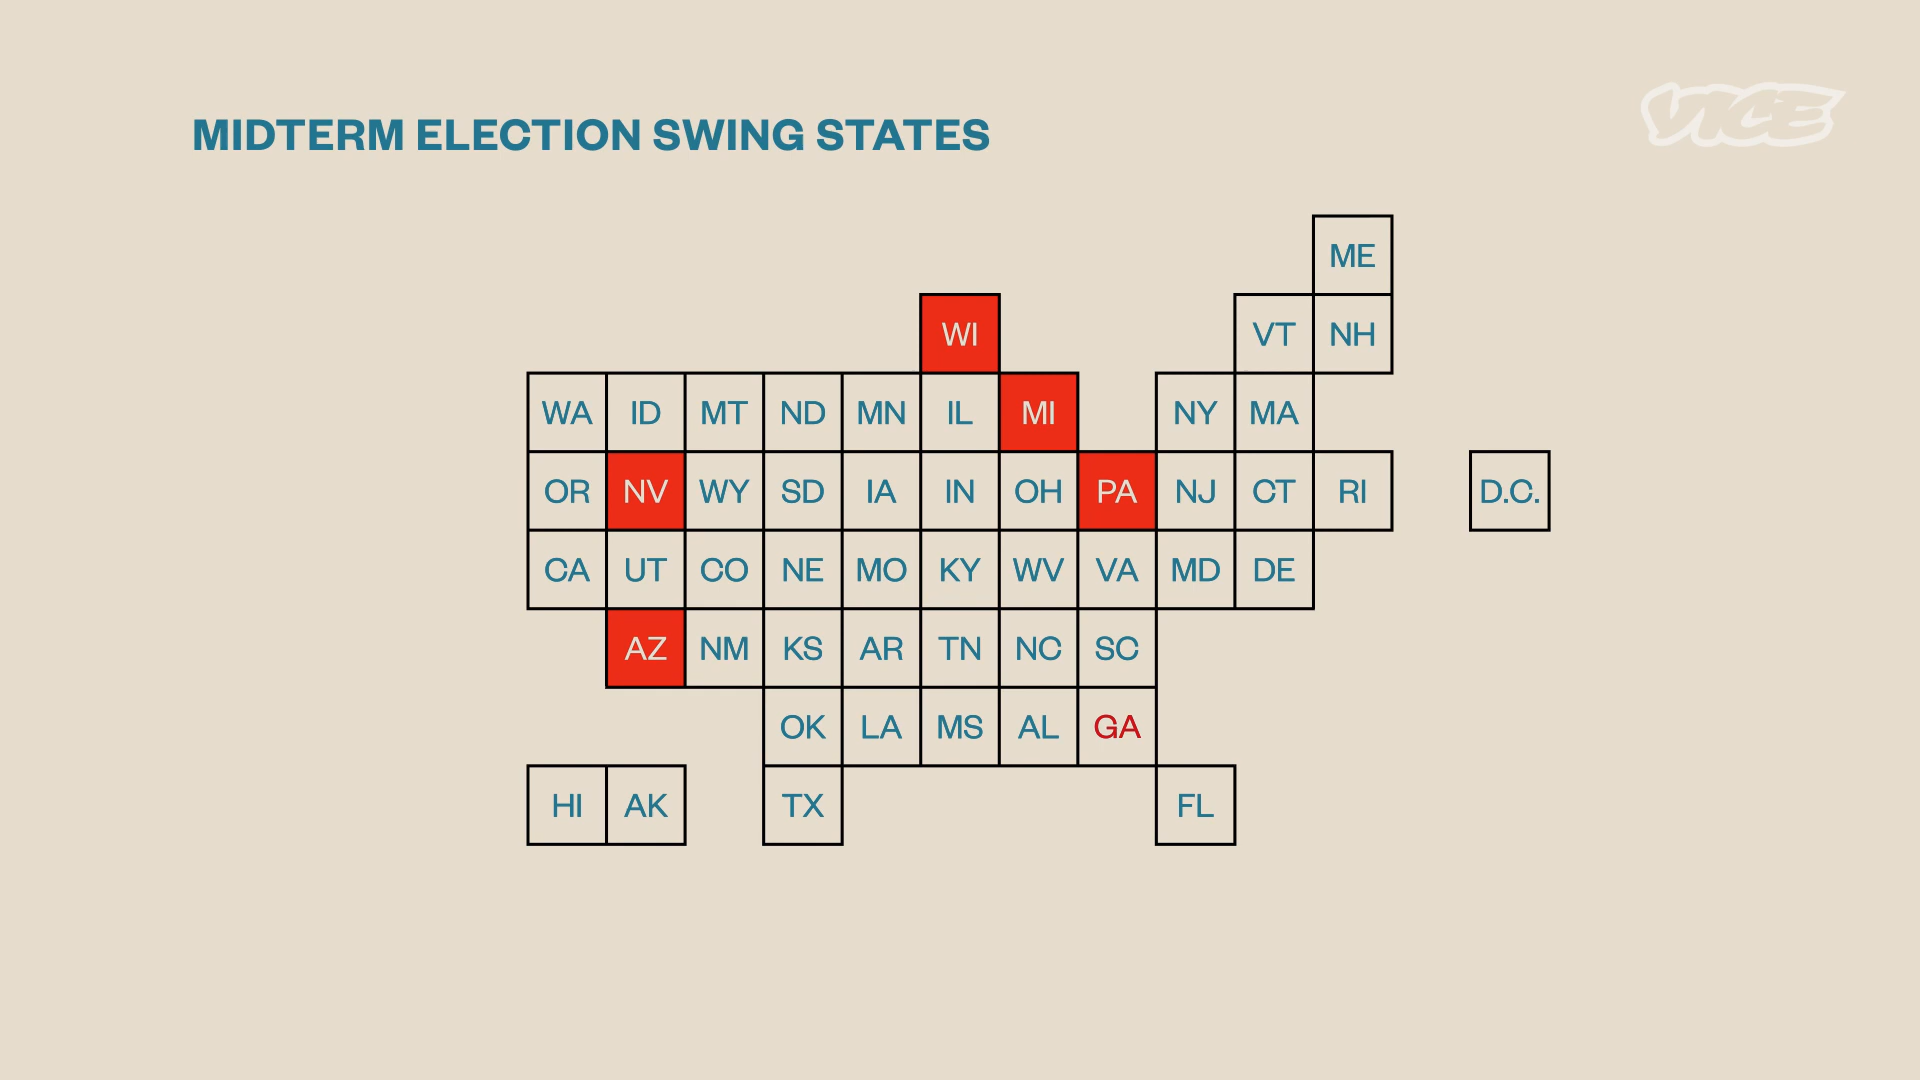 MIDTERM ELECTION SWING STATES
VICE
ME
WI VT NH
WA ID MT ND MN IL MI NY MA
OR NV WY SD IA IN OH PA NJ CT RI D.C.
CA UT CO NE MO KY WV VA MD DE
AZ NM KS AR TN NC SC
OK LA MS AL GA
HI AK TX FL